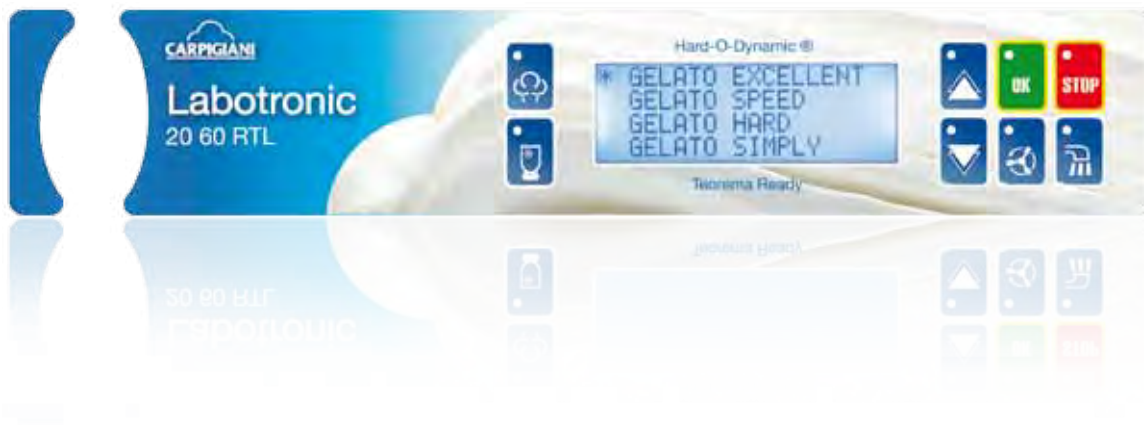 CARPIGIANI
Labotronic
20 60 RTL
Hard-O-Dynamic ®
* GELATO EXCELLENT
GELATO SPEED
GELATO HARD
GELATO SIMPLY
Teorema Ready
OK
STOP